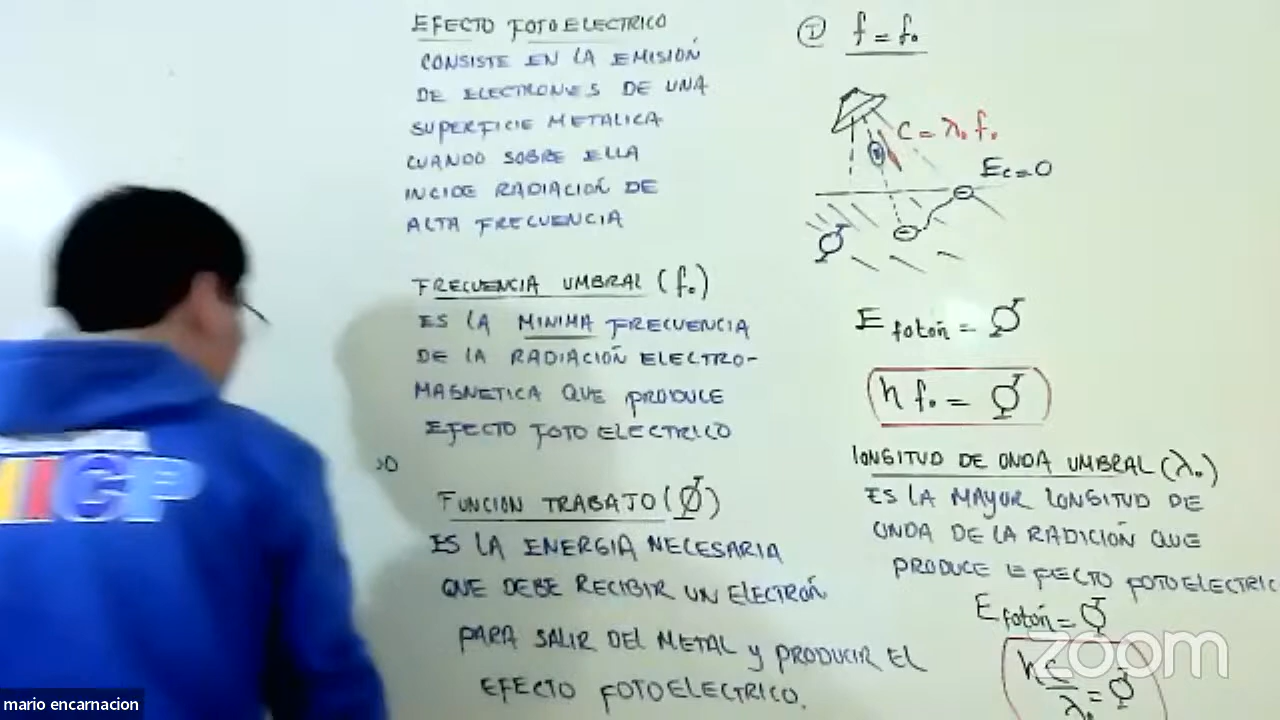 EFECTO FOTOELECTRICO
CONSISTE EN LA EMISIÓN
DE ELECTRONES DE UNA
SUPERFICIE METALICA
CUANDO SOBRE ELLA
INCIDE RADIACIÓN DE
ALTA FRECUENCIA
FRECUENCIA UMBRAL (f₀)
ES LA MINIMA FRECUENCIA
DE LA RADIACIÓN ELECTRO-
MAGNETICA QUE PRODUCE
EFECTO FOTOELECTRICO
FUNCION TRABAJO (Φ)
ES LA ENERGIA NECESARIA
QUE DEBE RECIBIR UN ELECTRÓN
PARA SALIR DEL METAL y PRODUCIR EL
EFECTO FOTOELECTRICO.
I f = f₀
C = λ₀ f₀
Ec = 0
Φ
E fotón = Φ
h f₀ = Φ
LONGITUD DE ONDA UMBRAL (λ₀)
ES LA MAYOR LONGITUD DE
ONDA DE LA RADICIÓN QUE
PRODUCE EFECTO FOTOELECTRIC
E fotón = Φ
hc/λ₀ = Φ
zoom
CP
mario encarnacion